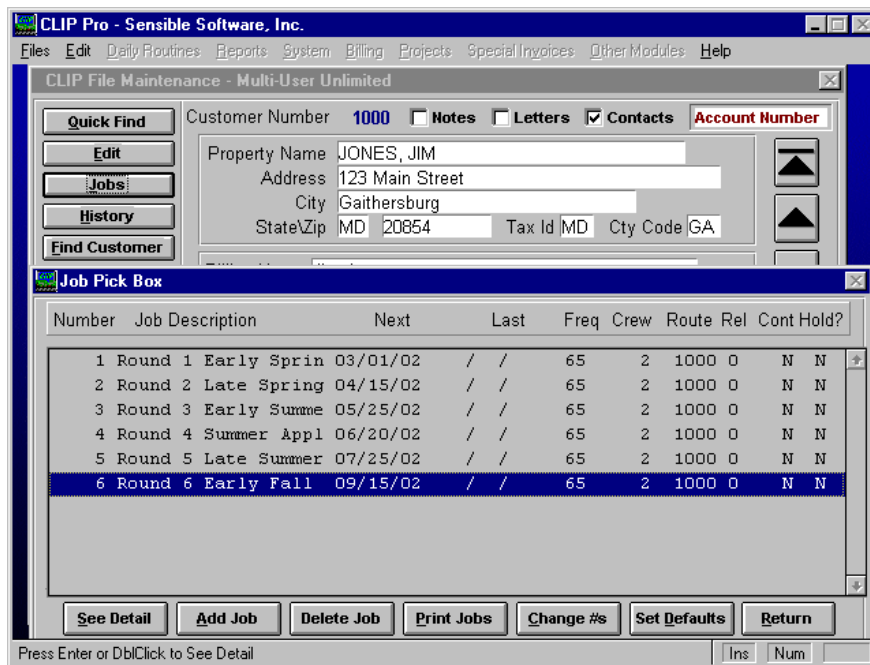 CLIP Pro - Sensible Software, Inc.
Files Edit Daily Routines Reports System Billing Projects Special Invoices Other Modules Help
CLIP File Maintenance - Multi-User Unlimited
Quick Find
Edit
Jobs
History
Find Customer
Customer Number 1000 Notes Letters Contacts Account Number
Property Name JONES, JIM
Address 123 Main Street
City Gaithersburg
State\Zip MD 20854 Tax Id MD Cty Code GA
Job Pick Box
Number Job Description Next Last Freq Crew Route Rel Cont Hold?
1 Round 1 Early Sprin 03/01/02 / / 65 2 1000 0 N N
2 Round 2 Late Spring 04/15/02 / / 65 2 1000 0 N N
3 Round 3 Early Summe 05/25/02 / / 65 2 1000 0 N N
4 Round 4 Summer Appl 06/20/02 / / 65 2 1000 0 N N
5 Round 5 Late Summer 07/25/02 / / 65 2 1000 0 N N
6 Round 6 Early Fall 09/15/02 / / 65 2 1000 0 N N
See Detail Add Job Delete Job Print Jobs Change #s Set Defaults Return
Press Enter or DblClick to See Detail Ins Num